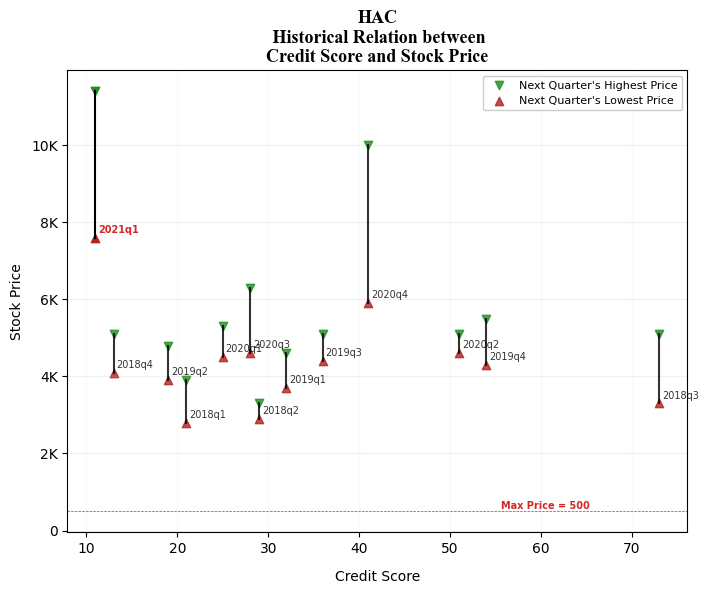 HAC
Historical Relation between
Credit Score and Stock Price
Next Quarter's Highest Price
Next Quarter's Lowest Price
10K
8K
6K
4K
2K
0
Stock Price
2021q1
2018q4
2019q2
2018q1
2020q1
2020q3
2018q2
2019q1
2019q3
2020q4
2020q2
2019q4
2018q3
Max Price = 500
10
20
30
40
50
60
70
Credit Score